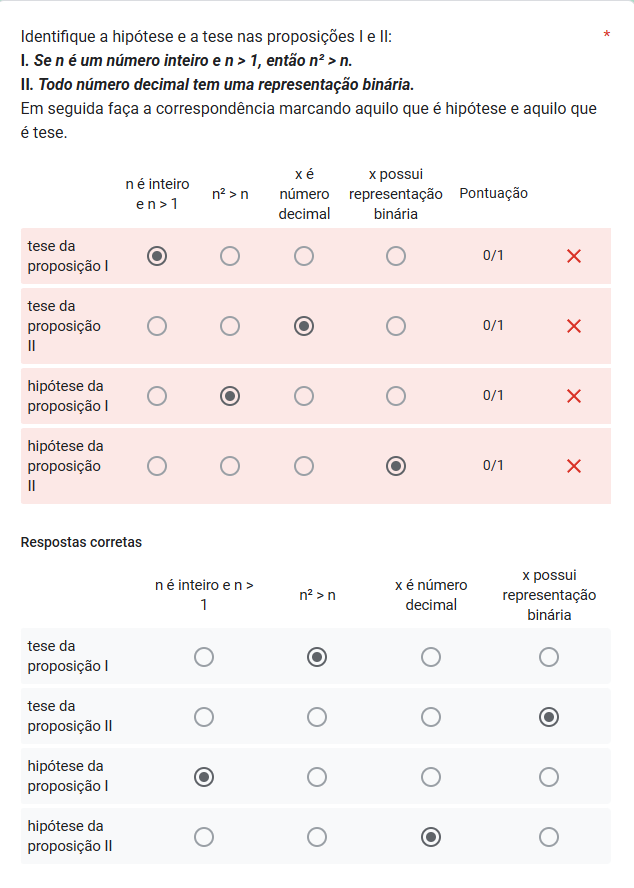 Identifique a hipótese e a tese nas proposições I e II: *
I. Se n é um número inteiro e n > 1, então n² > n.
II. Todo número decimal tem uma representação binária.
Em seguida faça a correspondência marcando aquilo que é hipótese e aquilo que
é tese.
n é inteiro
e n > 1
n² > n
x é
número
decimal
x possui
representação
binária
Pontuação
tese da
proposição I
0/1
tese da
proposição
II
0/1
hipótese da
proposição I
0/1
hipótese da
proposição
II
0/1
Respostas corretas
n é inteiro e n >
1
n² > n
x é número
decimal
x possui
representação
binária
tese da
proposição I
tese da
proposição II
hipótese da
proposição I
hipótese da
proposição II